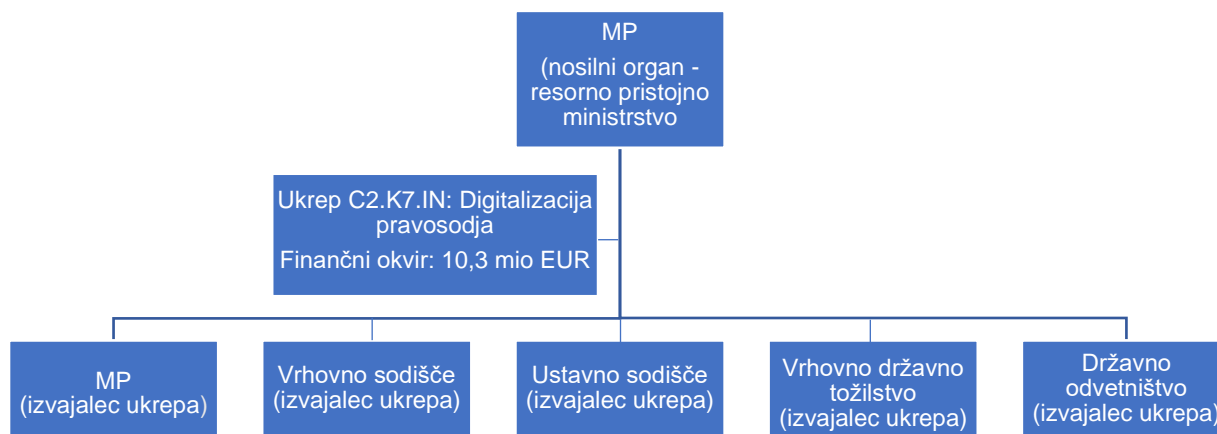 MP
(nosilni organ -
resorno pristojno
ministrstvo
Ukrep C2.K7.IN: Digitalizacija
pravosodja
Finančni okvir: 10,3 mio EUR
MP
(izvajalec ukrepa)
Vrhovno sodišče
(izvajalec ukrepa)
Ustavno sodišče
(izvajalec ukrepa)
Vrhovno državno
tožilstvo
(izvajalec ukrepa)
Državno
odvetništvo
(izvajalec ukrepa)